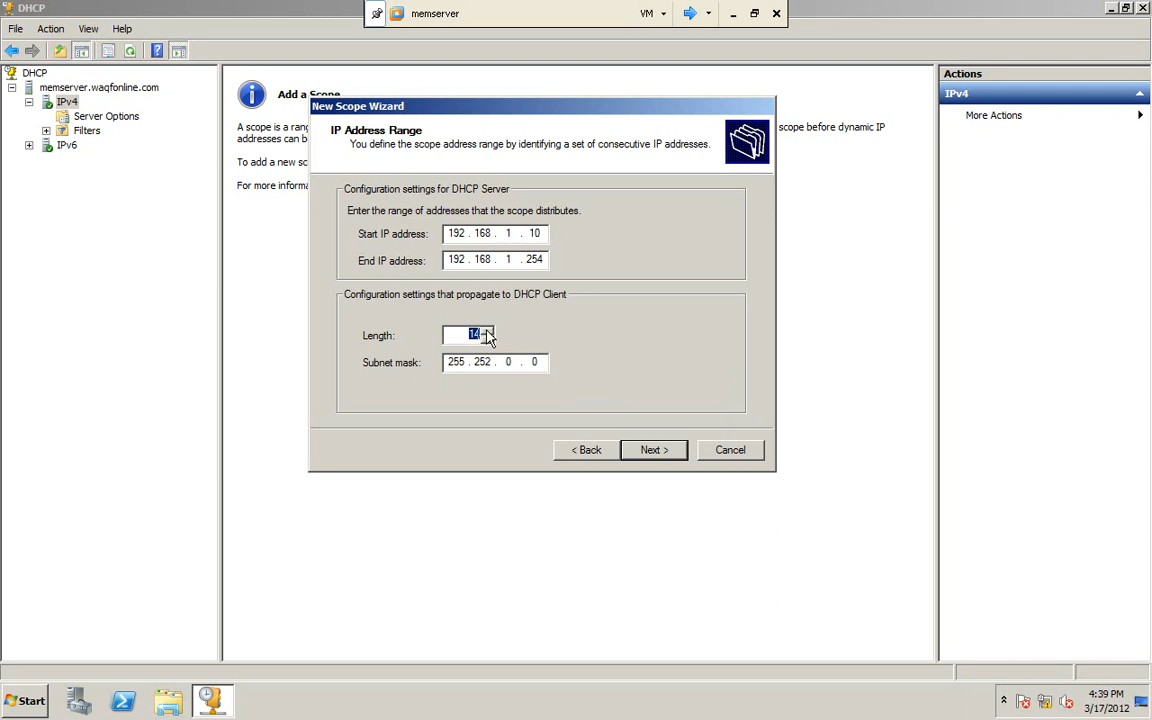 DHCP
memserver
VM
File Action View Help
DHCP
memserver.waqfonline.com
IPv4
Server Options
Filters
IPv6
Add a Scope
A scope is a rang
addresses can b
To add a new sc
For more informa
scope before dynamic IP
New Scope Wizard
IP Address Range
You define the scope address range by identifying a set of consecutive IP addresses.
Configuration settings for DHCP Server
Enter the range of addresses that the scope distributes.
Start IP address: 192 . 168 . 1 . 10
End IP address: 192 . 168 . 1 . 254
Configuration settings that propagate to DHCP Client
Length: 14
Subnet mask: 255 . 252 . 0 . 0
< Back Next > Cancel
Actions
IPv4
More Actions
Start
4:39 PM
3/17/2012